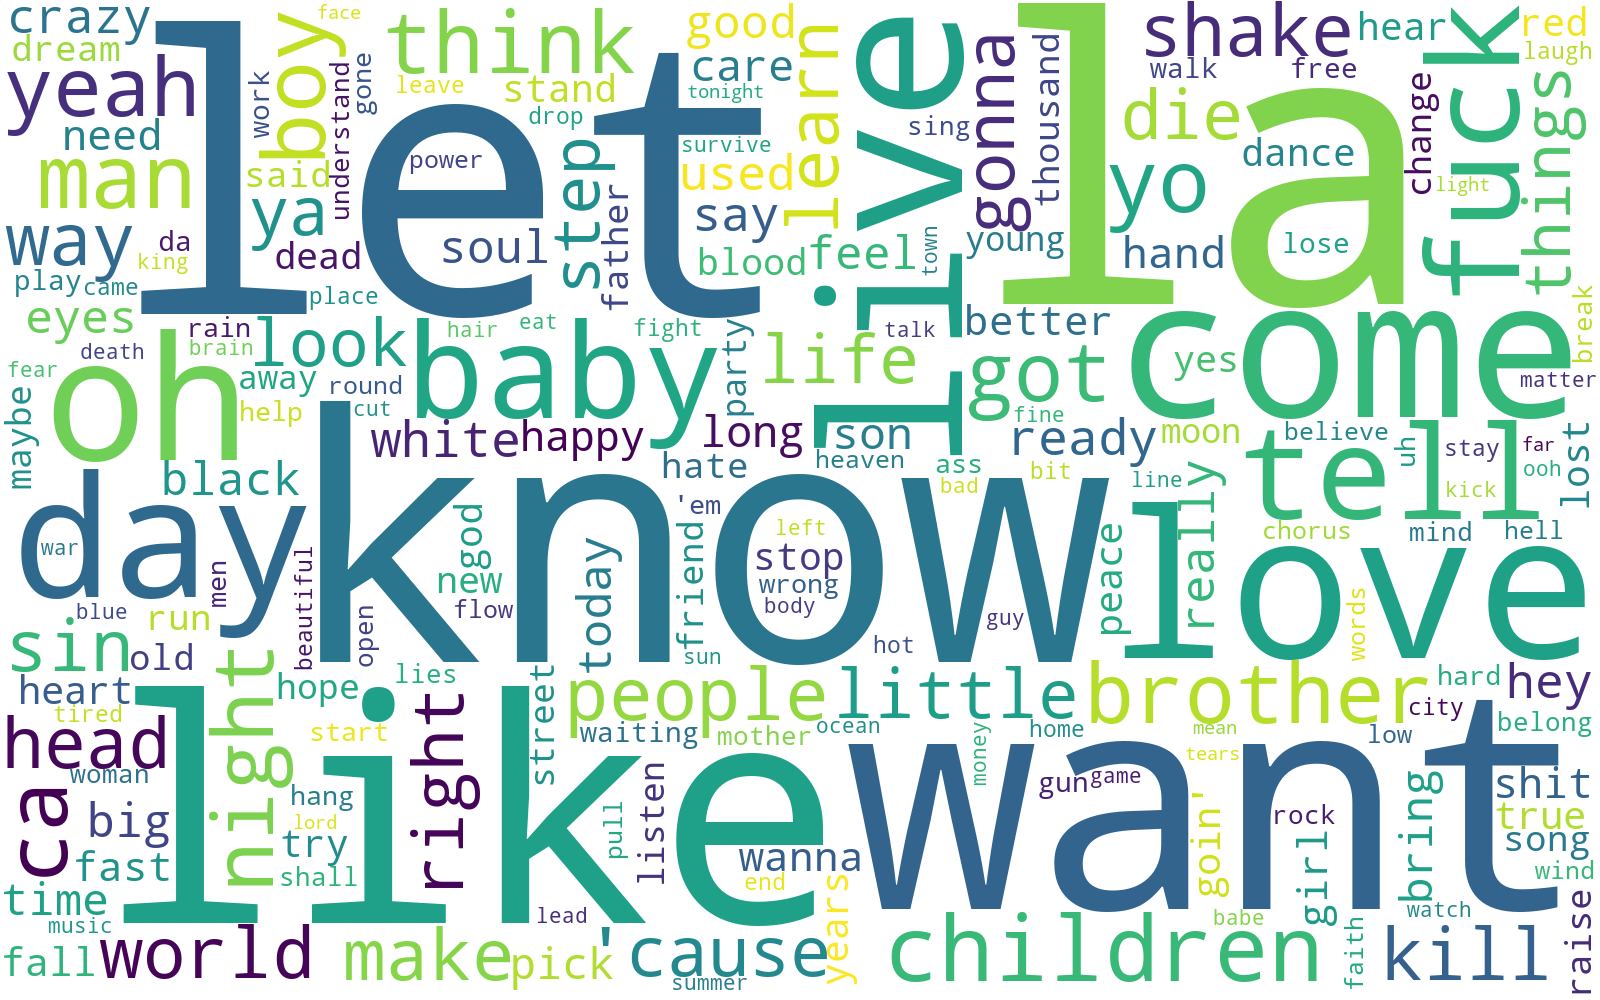 crazy
dream
yeah
need
man
way
da
king
play
came
eyes
let
boy
work
understand
gone
face
said
ya
dead
place
think
leave
stand
drop
power
soul
step
father
good
care
tonight
survive
used
say
blood
learn
feel
town
live
sing
gonna
thousand
young
la
shake
walk
free
hear
die
yo
dance
hand
lose
change
light
fuck
things
red
laugh
break
fear
maybe
death
oh
rain
brain
look
away
help
round
cut
hair
eat
fight
baby
party
life
talk
better
got
fine
come
yes
matter
white
happy
long
hate
son
heaven
ass
bad
ready
bit
moon
line
believe
tell
uh
stay
kick
far
ooh
lost
black
day
war
men
beautiful
blue
run
know
god
new
flow
open
today
friend
'em
left
stop
wrong
body
sun
hot
guy
peace
really
love
chorus
mind
hell
words
sin
old
heart
tired
head
woman
night
hope
lies
start
hang
lord
try
shall
right
like
street
people
waiting
mother
little
ocean
money
home
brother
mean
tears
hard
city
low
hey
belong
ca
big
fast
time
music
fall
world
make
lead
pick
'cause
summer
pull
listen
wanna
end
years
want
gun
game
goin'
rock
girl
babe
children
faith
kill
bring
watch
shit
true
song
wind
raise